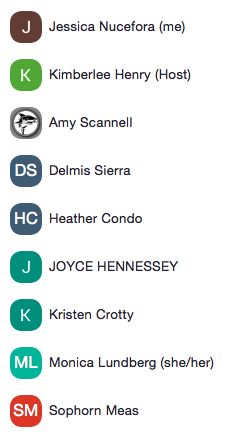 J Jessica Nucefora (me)
K Kimberlee Henry (Host)
Amy Scannell
DS Delmis Sierra
HC Heather Condo
J JOYCE HENNESSEY
K Kristen Crotty
ML Monica Lundberg (she/her)
SM Sophorn Meas